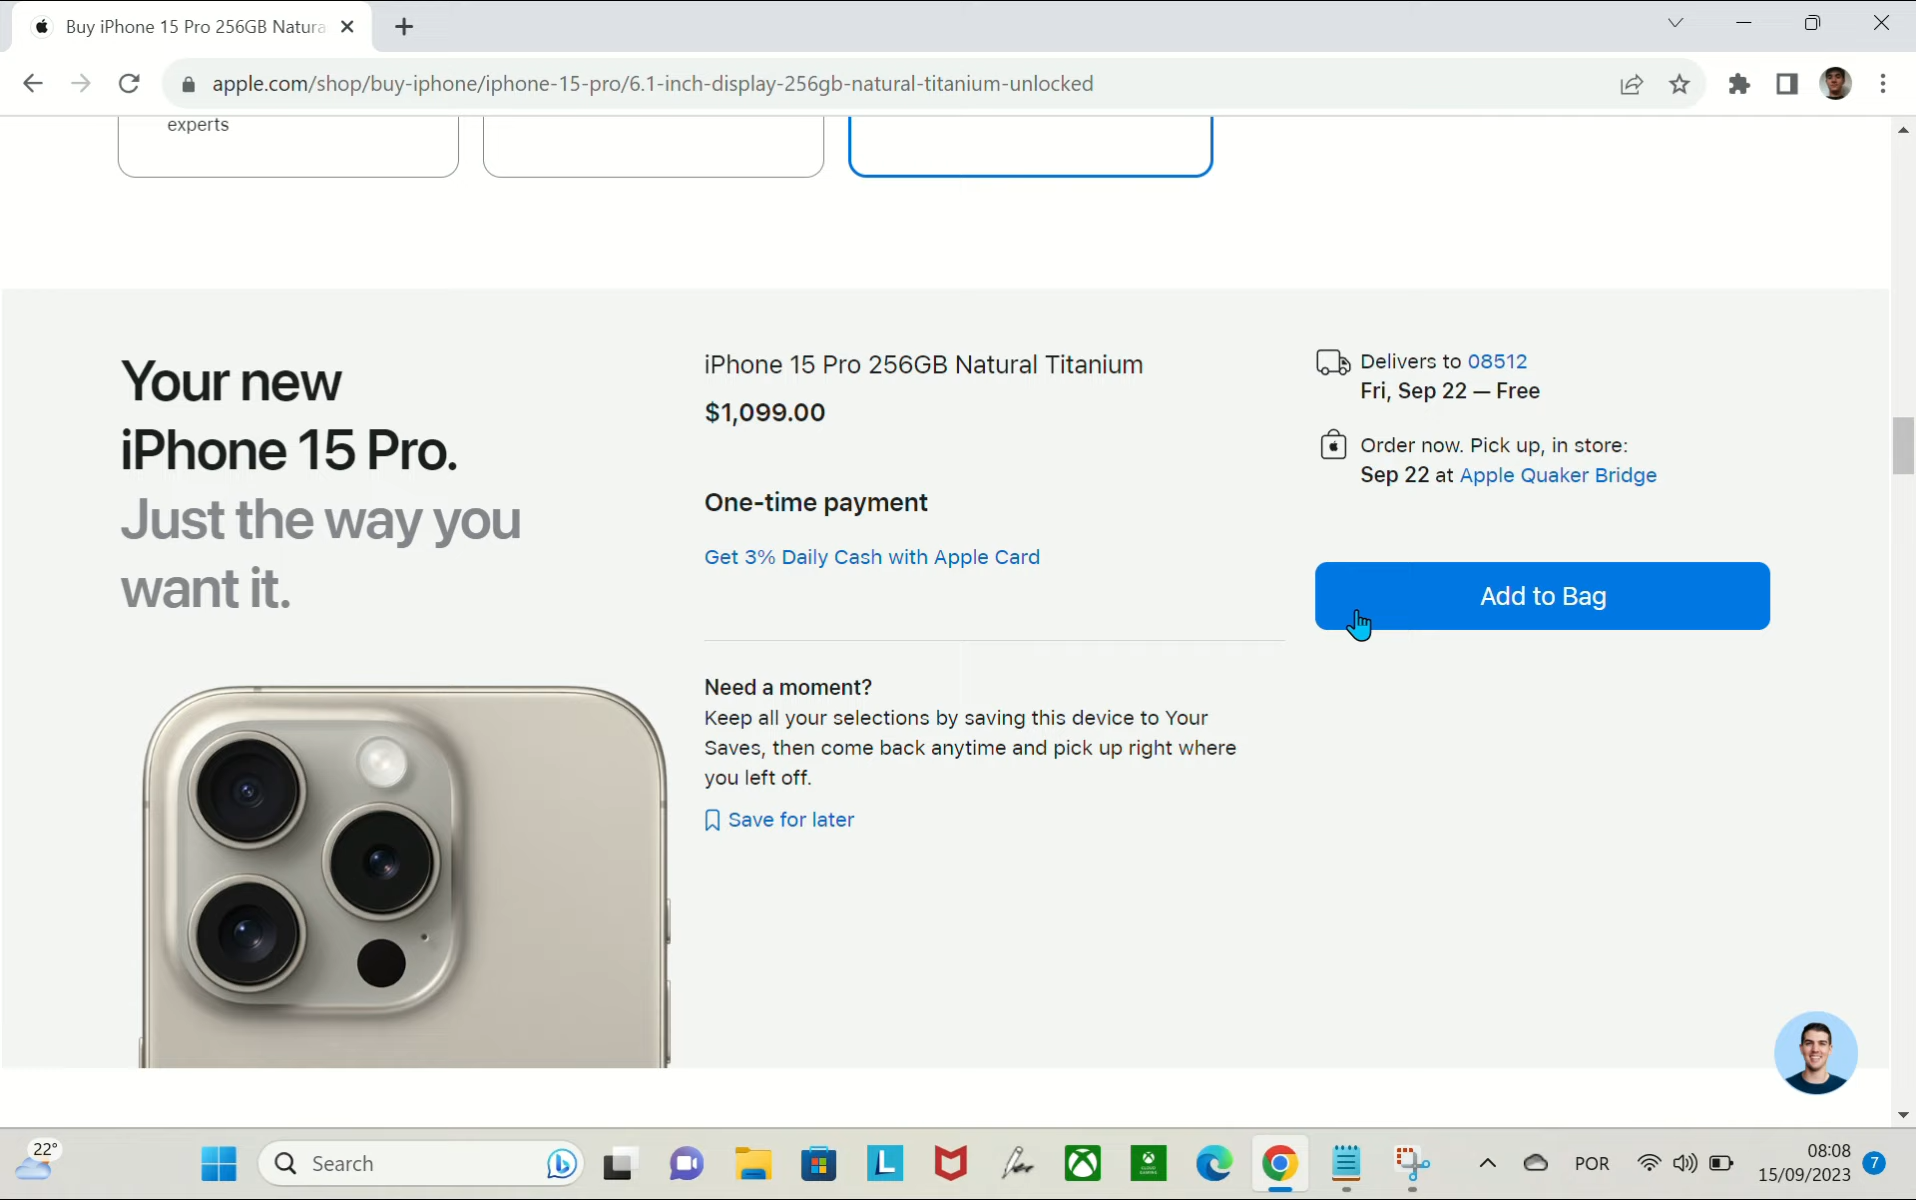 Buy iPhone 15 Pro 256GB Natura
apple.com/shop/buy-iphone/iphone-15-pro/6.1-inch-display-256gb-natural-titanium-unlocked
experts
Your new
iPhone 15 Pro.
Just the way you
want it.
iPhone 15 Pro 256GB Natural Titanium
$1,099.00
One-time payment
Get 3% Daily Cash with Apple Card
Need a moment?
Keep all your selections by saving this device to Your
Saves, then come back anytime and pick up right where
you left off.
Save for later
Delivers to 08512
Fri, Sep 22 — Free
Order now. Pick up, in store:
Sep 22 at Apple Quaker Bridge
Add to Bag
22°
Search
L
POR
08:08
15/09/2023
7